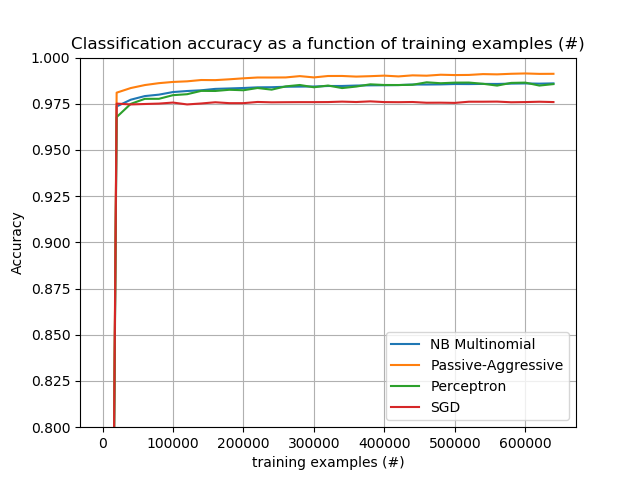 Classification accuracy as a function of training examples (#)
1.000
0.975
0.950
0.925
0.900
0.875
0.850
0.825
0.800
Accuracy
NB Multinomial
Passive-Aggressive
Perceptron
SGD
0 100000 200000 300000 400000 500000 600000
training examples (#)